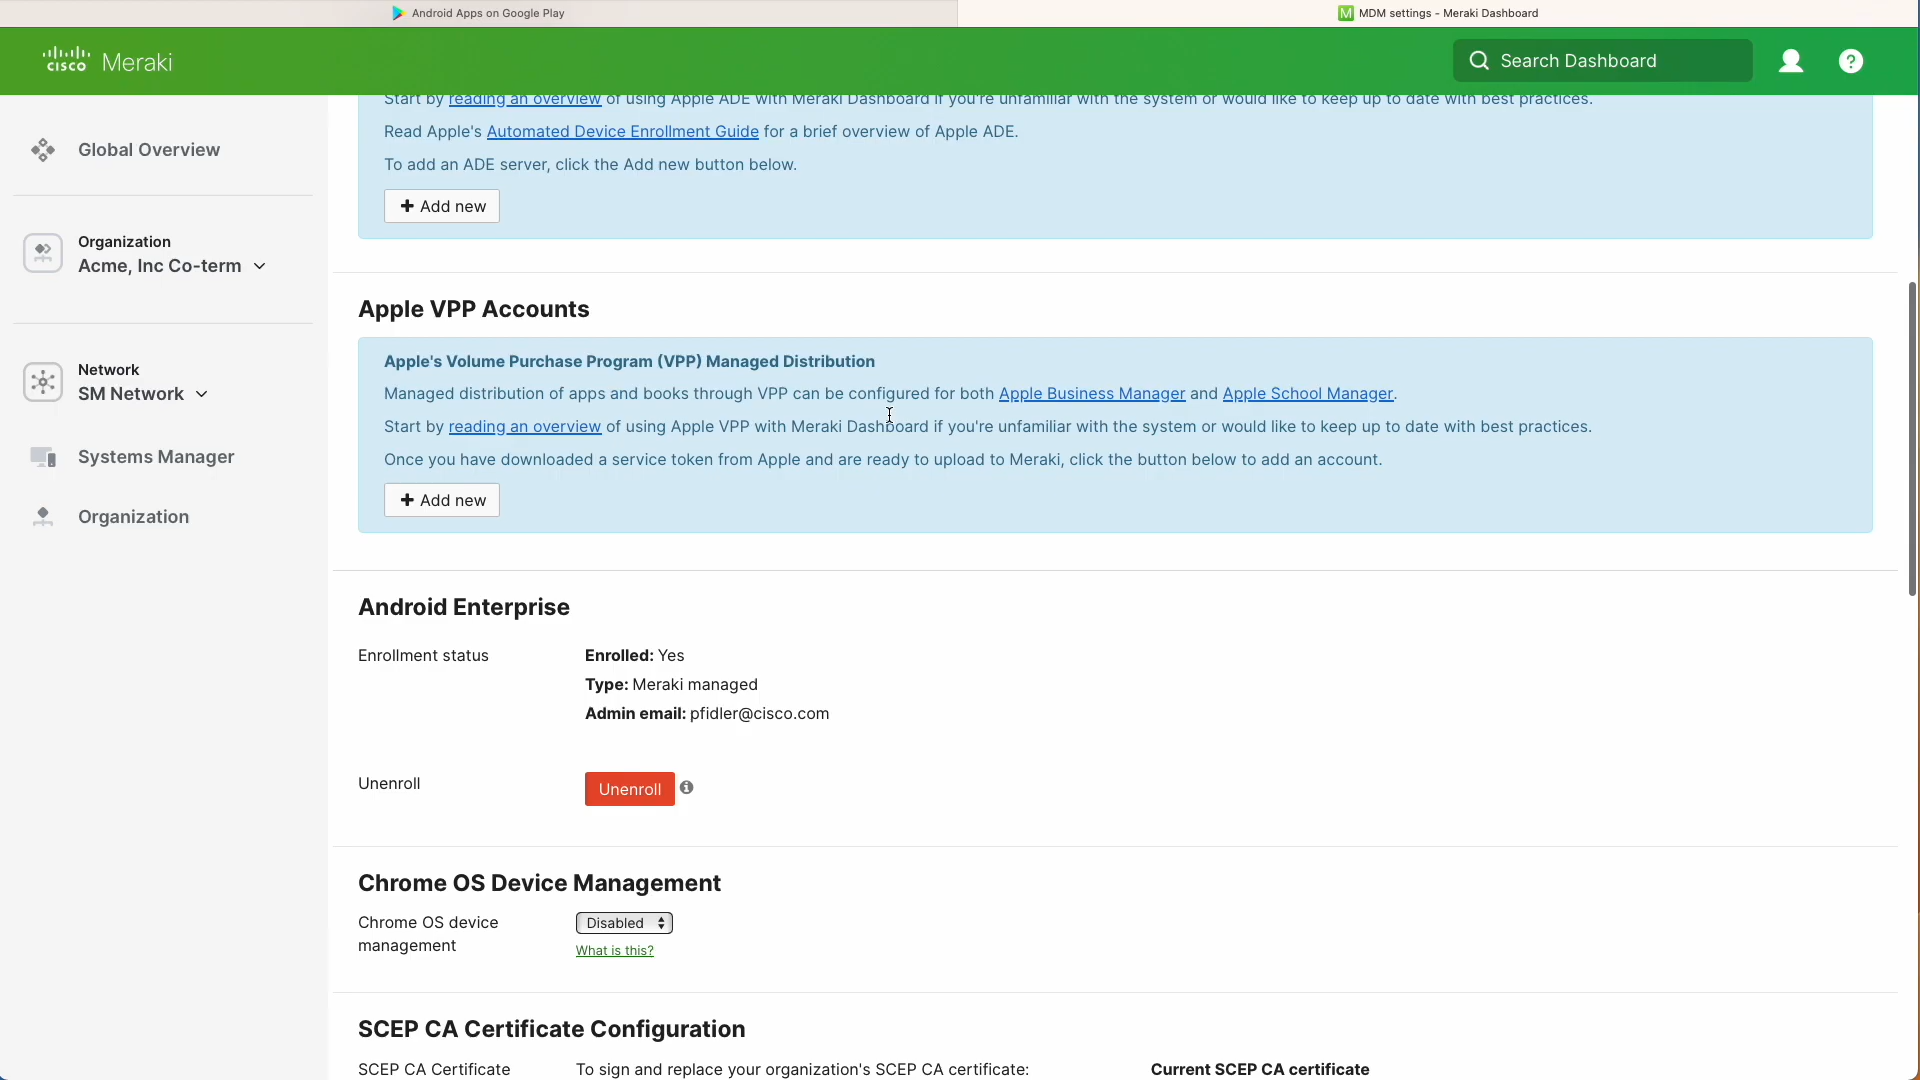 Android Apps on Google Play
MDM settings - Meraki Dashboard
cisco Meraki
Search Dashboard
?
Global Overview
Organization
Acme, Inc Co-term
Network
SM Network
Systems Manager
Organization
Start by reading an overview of using Apple ADE with Meraki Dashboard if you're unfamiliar with the system or would like to keep up to date with best practices.
Read Apple's Automated Device Enrollment Guide for a brief overview of Apple ADE.
To add an ADE server, click the Add new button below.
+ Add new
Apple VPP Accounts
Apple's Volume Purchase Program (VPP) Managed Distribution
Managed distribution of apps and books through VPP can be configured for both Apple Business Manager and Apple School Manager.
Start by reading an overview of using Apple VPP with Meraki Dashboard if you're unfamiliar with the system or would like to keep up to date with best practices.
Once you have downloaded a service token from Apple and are ready to upload to Meraki, click the button below to add an account.
+ Add new
Android Enterprise
Enrollment status
Enrolled: Yes
Type: Meraki managed
Admin email: pfidler@cisco.com
Unenroll
Unenroll
Chrome OS Device Management
Chrome OS device
management
Disabled
What is this?
SCEP CA Certificate Configuration
SCEP CA Certificate
To sign and replace your organization's SCEP CA certificate:
Current SCEP CA certificate